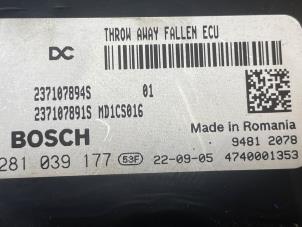 THROW AWAY FALLEN ECU
DC
237107894S 01
237107891S MD1CS016
BOSCH
Made in Romania
9481 2078
281 039 177 53F 22-09-05 4740001353